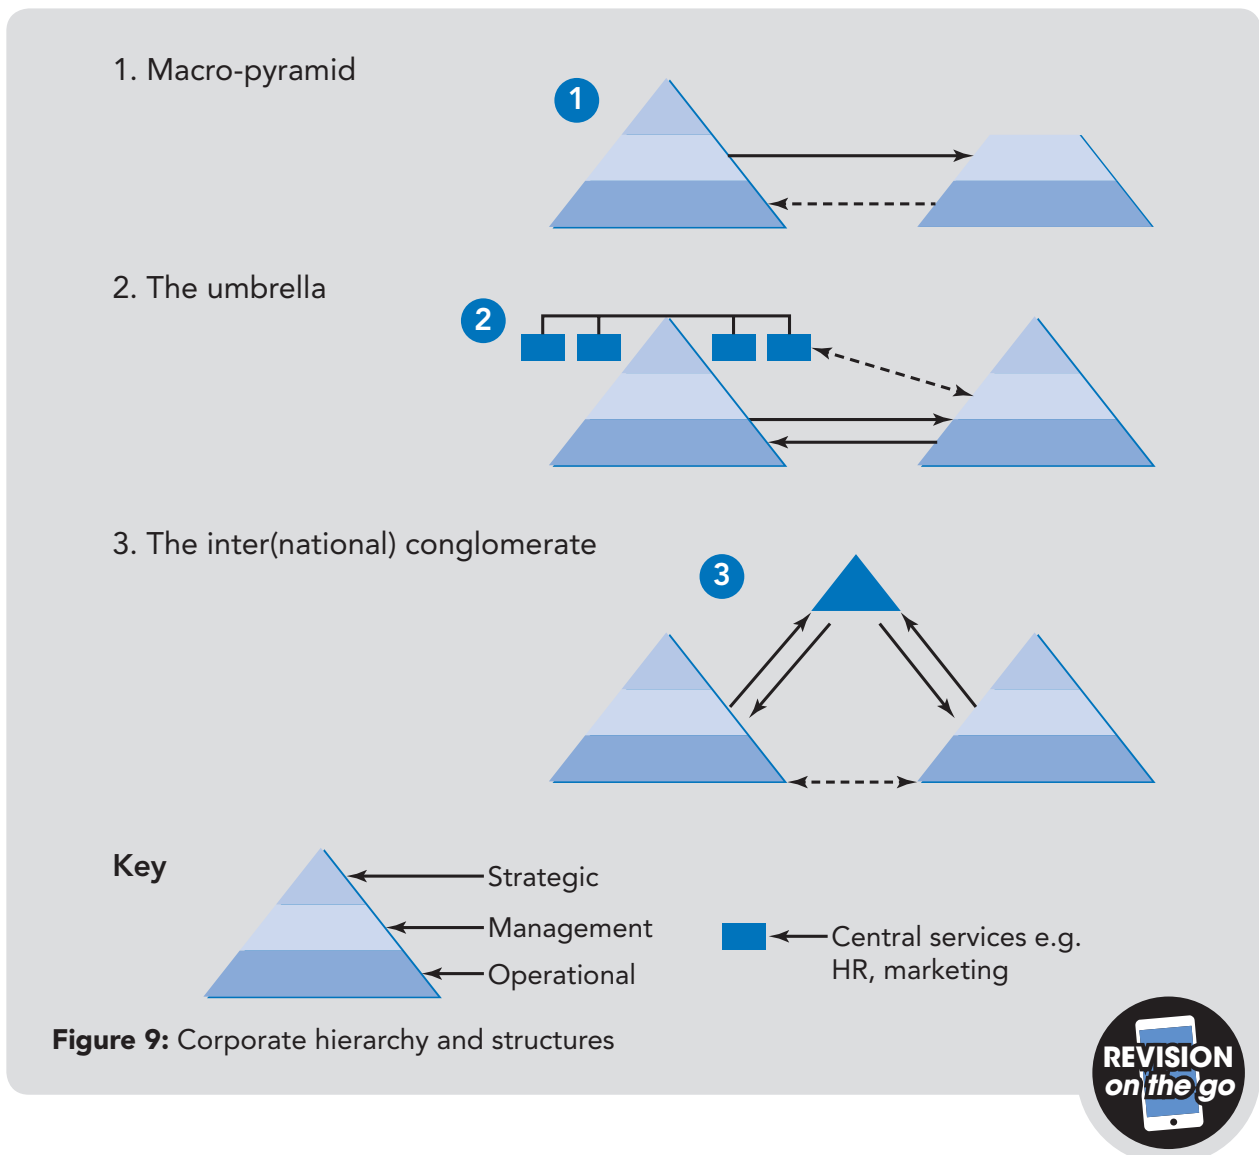 1. Macro-pyramid
1
2. The umbrella
2
3. The inter(national) conglomerate
3
Key
Strategic
Management
Operational
Central services e.g.
HR, marketing
Figure 9: Corporate hierarchy and structures
REVISION
on the go